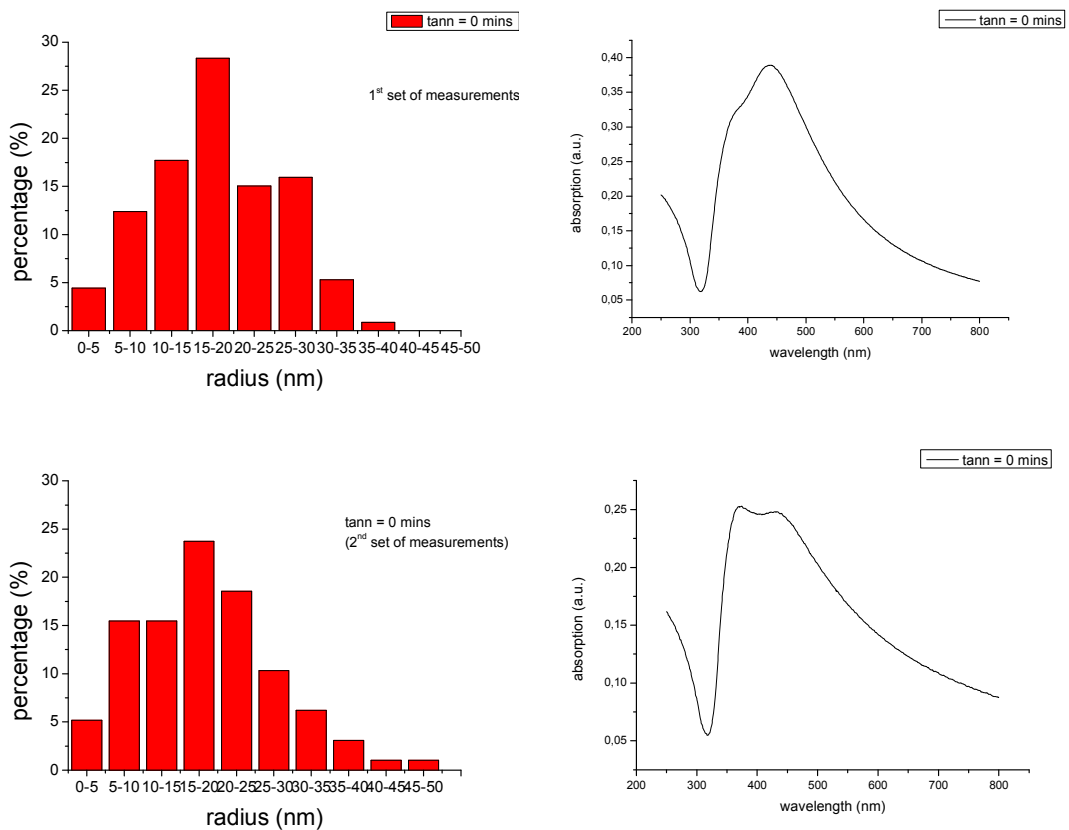 tann = 0 mins
1st set of measurements
percentage (%)
30
25
20
15
10
5
0
0-5 5-10 10-15 15-20 20-25 25-30 30-35 35-40 40-45 45-50
radius (nm)
tann = 0 mins
absorption (a.u.)
0,40
0,35
0,30
0,25
0,20
0,15
0,10
0,05
200 300 400 500 600 700 800
wavelength (nm)
tann = 0 mins
(2nd set of measurements)
percentage (%)
30
25
20
15
10
5
0
0-5 5-10 10-15 15-20 20-25 25-30 30-35 35-40 40-45 45-50
radius (nm)
tann = 0 mins
absorption (a.u.)
0,25
0,20
0,15
0,10
0,05
200 300 400 500 600 700 800
wavelength (nm)